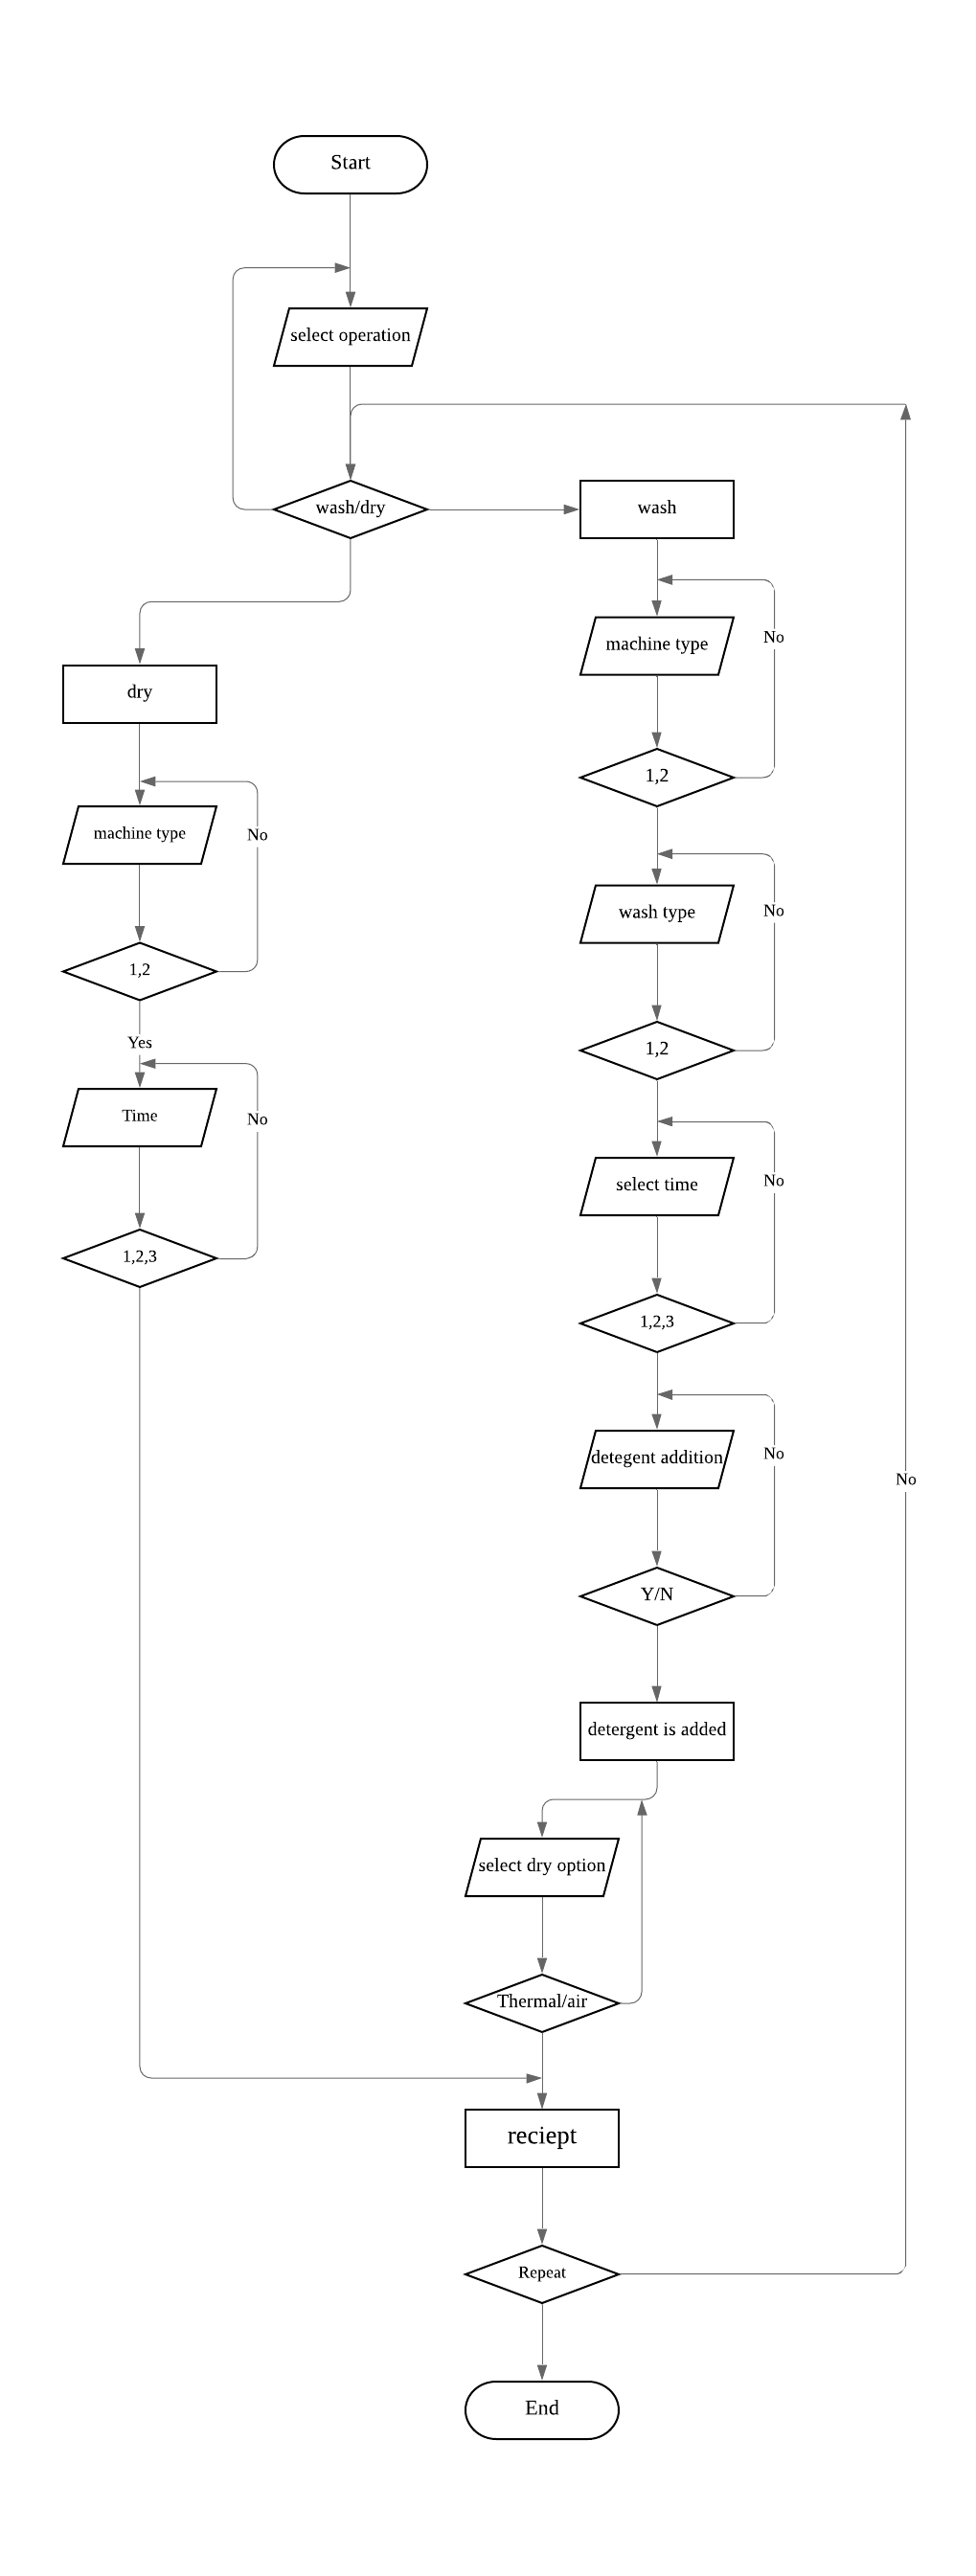 Start
select operation
wash/dry
wash
machine type
No
dry
1,2
machine type
No
wash type
No
1,2
Yes
1,2
Time
No
select time
No
1,2,3
1,2,3
detegent addition
No
No
Y/N
detergent is added
select dry option
Thermal/air
reciept
Repeat
End